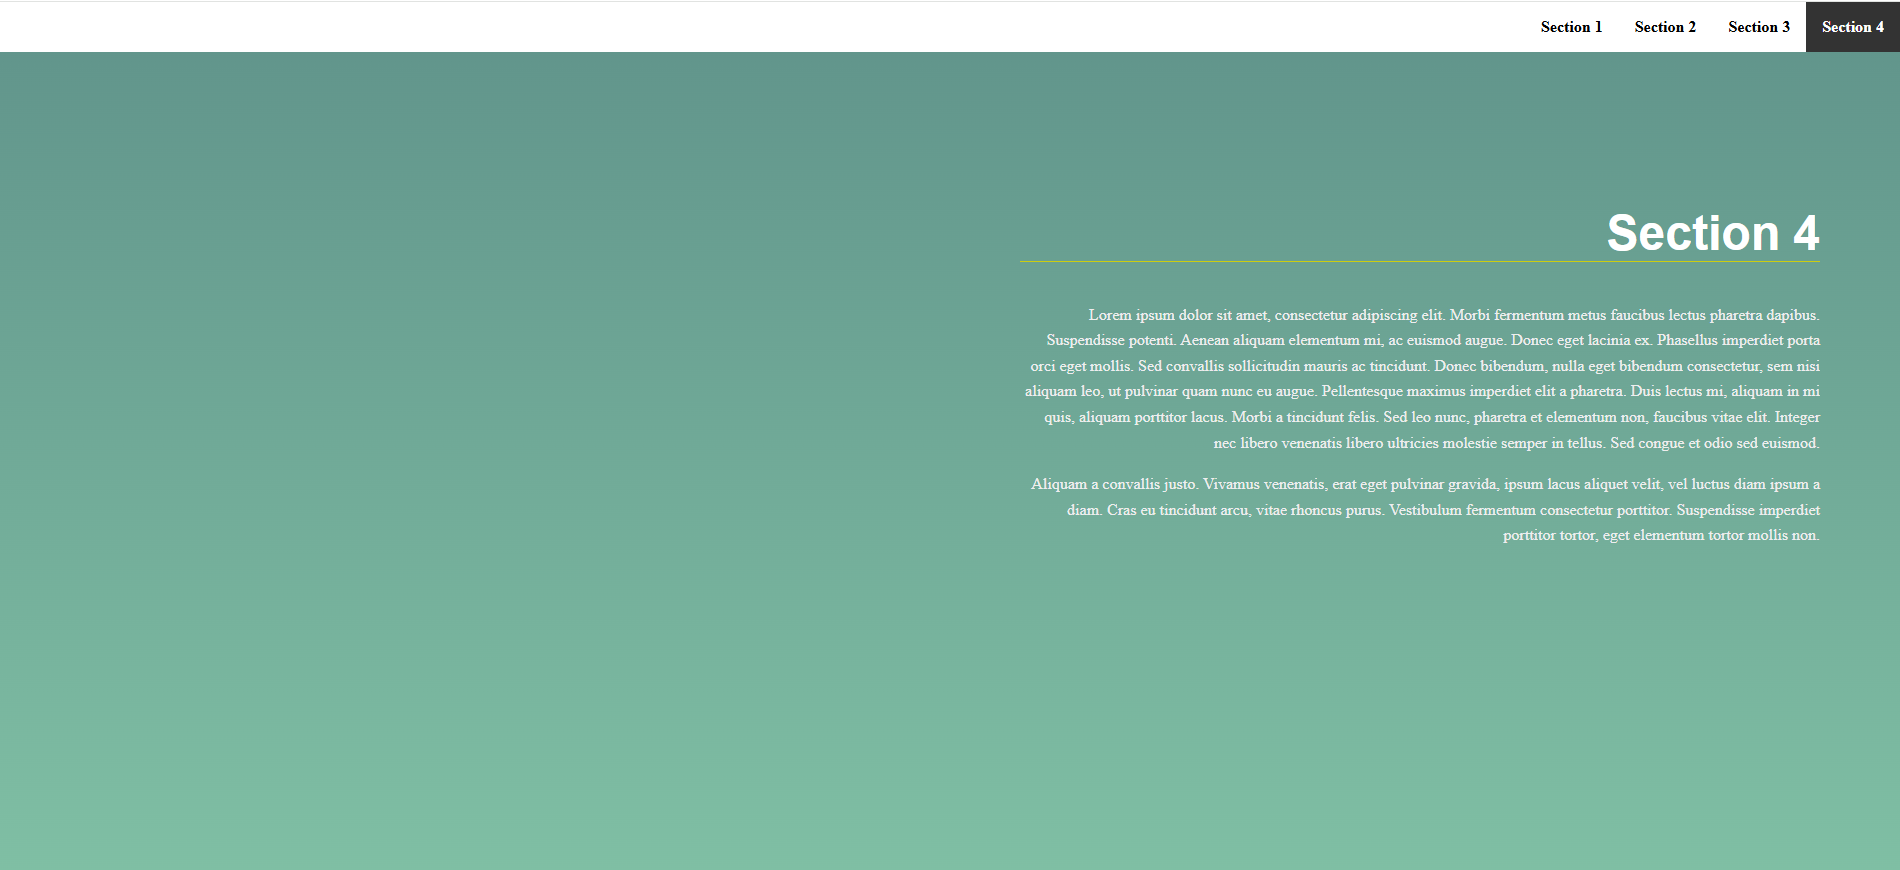 Section 1 Section 2 Section 3 Section 4
Section 4
Lorem ipsum dolor sit amet, consectetur adipiscing elit. Morbi fermentum metus faucibus lectus pharetra dapibus.
Suspendisse potenti. Aenean aliquam elementum mi, ac euismod augue. Donec eget lacinia ex. Phasellus imperdiet porta
orci eget mollis. Sed convallis sollicitudin mauris ac tincidunt. Donec bibendum, nulla eget bibendum consectetur, sem nisi
aliquam leo, ut pulvinar quam nunc eu augue. Pellentesque maximus imperdiet elit a pharetra. Duis lectus mi, aliquam in mi
quis, aliquam porttitor lacus. Morbi a tincidunt felis. Sed leo nunc, pharetra et elementum non, faucibus vitae elit. Integer
nec libero venenatis libero ultricies molestie semper in tellus. Sed congue et odio sed euismod.
Aliquam a convallis justo. Vivamus venenatis, erat eget pulvinar gravida, ipsum lacus aliquet velit, vel luctus diam ipsum a
diam. Cras eu tincidunt arcu, vitae rhoncus purus. Vestibulum fermentum consectetur porttitor. Suspendisse imperdiet
porttitor tortor, eget elementum tortor mollis non.